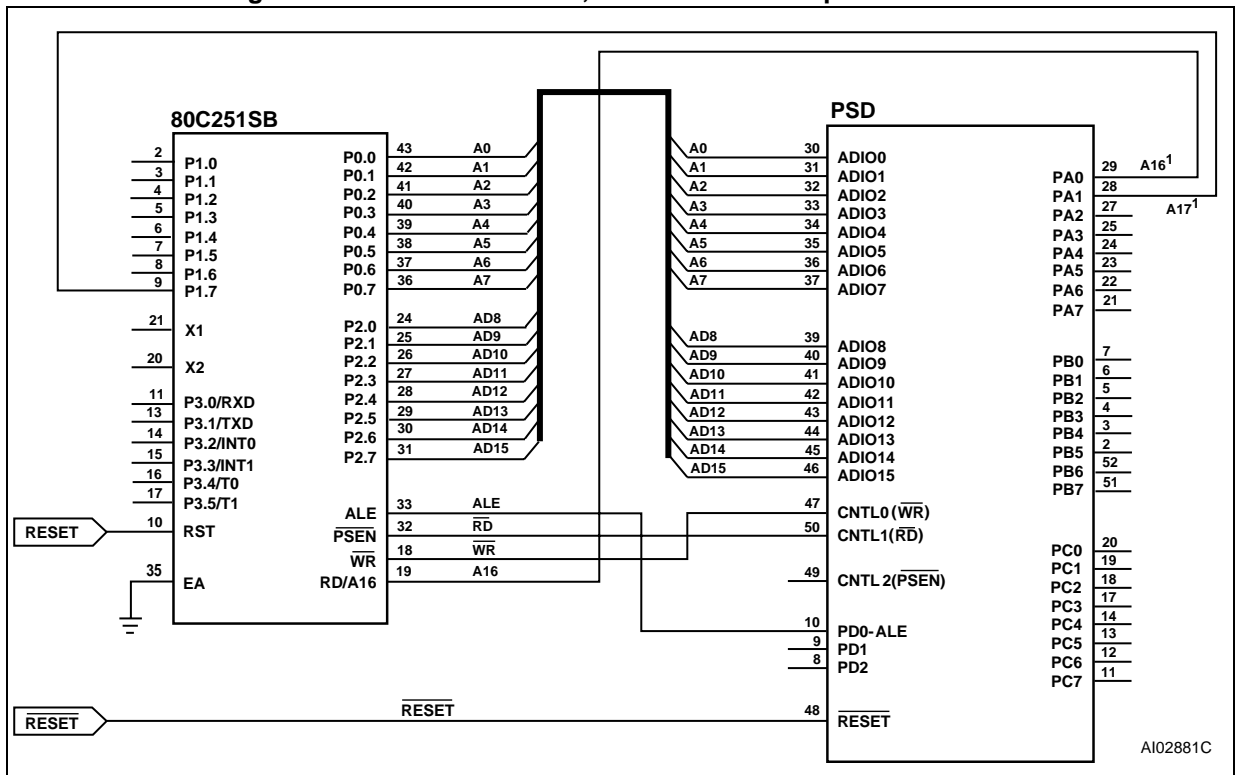 80C251SB
2 P1.0
3 P1.1
4 P1.2
5 P1.3
6 P1.4
7 P1.5
8 P1.6
9 P1.7
21 X1
20 X2
11 P3.0/RXD
13 P3.1/TXD
14 P3.2/INT0
15 P3.3/INT1
16 P3.4/T0
17 P3.5/T1
RESET 10 RST
35 EA
P0.0 43 A0
P0.1 42 A1
P0.2 41 A2
P0.3 40 A3
P0.4 39 A4
P0.5 38 A5
P0.6 37 A6
P0.7 36 A7
P2.0 24 AD8
P2.1 25 AD9
P2.2 26 AD10
P2.3 27 AD11
P2.4 28 AD12
P2.5 29 AD13
P2.6 30 AD14
P2.7 31 AD15
ALE 33 ALE
PSEN 32 RD
WR 18 WR
RD/A16 19 A16
PSD
A0 30 ADIO0
A1 31 ADIO1
A2 32 ADIO2
A3 33 ADIO3
A4 34 ADIO4
A5 35 ADIO5
A6 36 ADIO6
A7 37 ADIO7
AD8 39 ADIO8
AD9 40 ADIO9
AD10 41 ADIO10
AD11 42 ADIO11
AD12 43 ADIO12
AD13 44 ADIO13
AD14 45 ADIO14
AD15 46 ADIO15
47 CNTL0(WR)
50 CNTL1(RD)
49 CNTL 2(PSEN)
10 PD0-ALE
9 PD1
8 PD2
RESET RESET 48 RESET
PA0 29 A16¹
PA1 28 A17¹
PA2 27
PA3 25
PA4 24
PA5 23
PA6 22
PA7 21
PB0 7
PB1 6
PB2 5
PB3 4
PB4 3
PB5 2
PB6 52
PB7 51
PC0 20
PC1 19
PC2 18
PC3 17
PC4 14
PC5 13
PC6 12
PC7 11
AI02881C